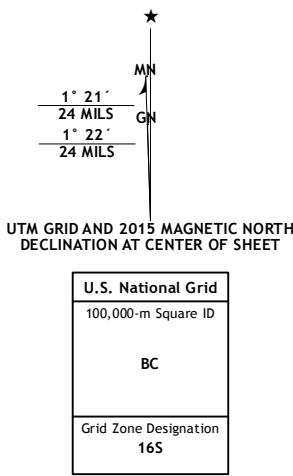 ★
MN
1° 21´
24 MILS
GN
1° 22´
24 MILS
UTM GRID AND 2015 MAGNETIC NORTH
DECLINATION AT CENTER OF SHEET
U.S. National Grid
100,000-m Square ID
BC
Grid Zone Designation
16S